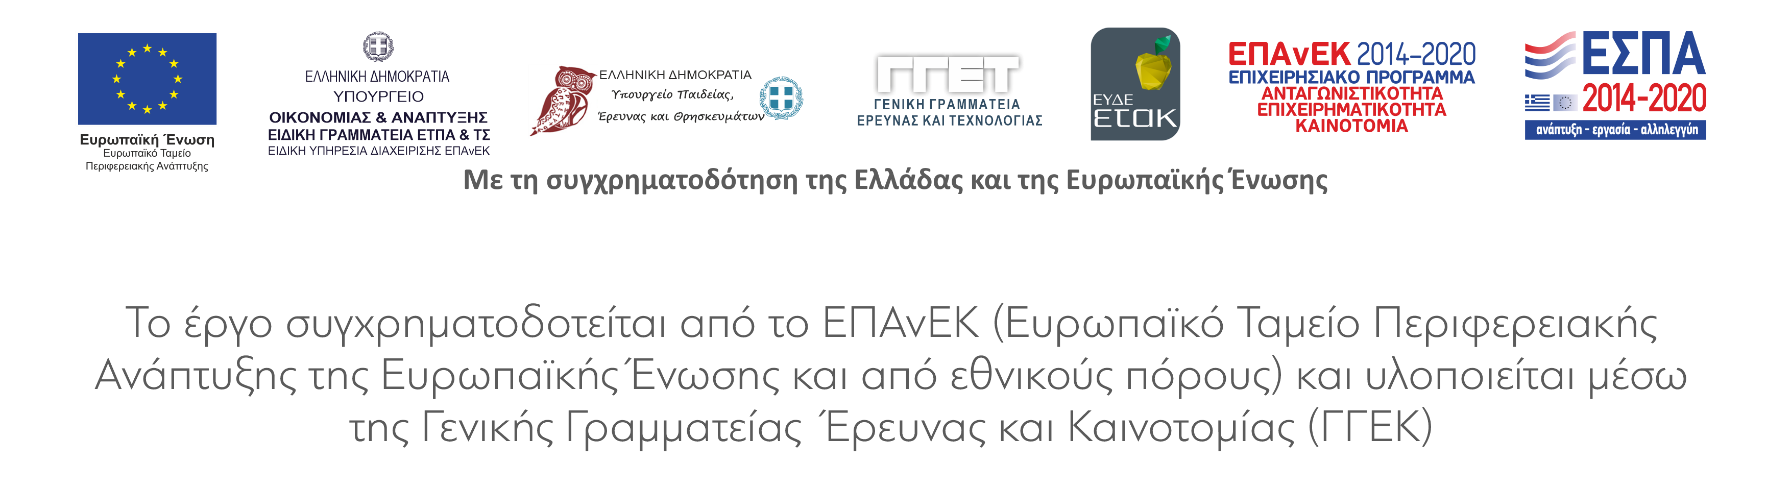 Ευρωπαϊκή Ένωση
Ευρωπαϊκό Ταμείο
Περιφερειακής Ανάπτυξης
ΕΛΛΗΝΙΚΗ ΔΗΜΟΚΡΑΤΙΑ
ΥΠΟΥΡΓΕΙΟ
ΟΙΚΟΝΟΜΙΑΣ & ΑΝΑΠΤΥΞΗΣ
ΕΙΔΙΚΗ ΓΡΑΜΜΑΤΕΙΑ ΕΤΠΑ & ΤΣ
ΕΙΔΙΚΗ ΥΠΗΡΕΣΙΑ ΔΙΑΧΕΙΡΙΣΗΣ ΕΠΑνΕΚ
ΕΛΛΗΝΙΚΗ ΔΗΜΟΚΡΑΤΙΑ
Υπουργείο Παιδείας,
Έρευνας και Θρησκευμάτων
ΓΓΕΤ
ΓΕΝΙΚΗ ΓΡΑΜΜΑΤΕΙΑ
ΕΡΕΥΝΑΣ ΚΑΙ ΤΕΧΝΟΛΟΓΙΑΣ
ΕΥΔΕ
ΕΤΑΚ
ΕΠΑνΕΚ 2014–2020
ΕΠΙΧΕΙΡΗΣΙΑΚΟ ΠΡΟΓΡΑΜΜΑ
ΑΝΤΑΓΩΝΙΣΤΙΚΟΤΗΤΑ
ΕΠΙΧΕΙΡΗΜΑΤΙΚΟΤΗΤΑ
ΚΑΙΝΟΤΟΜΙΑ
ΕΣΠΑ
2014-2020
ανάπτυξη - εργασία - αλληλεγγύη
Με τη συγχρηματοδότηση της Ελλάδας και της Ευρωπαϊκής Ένωσης
Το έργο συγχρηματοδοτείται από το ΕΠΑνΕΚ (Ευρωπαϊκό Ταμείο Περιφερειακής
Ανάπτυξης της Ευρωπαϊκής Ένωσης και από εθνικούς πόρους) και υλοποιείται μέσω
της Γενικής Γραμματείας Έρευνας και Καινοτομίας (ΓΓΕΚ)